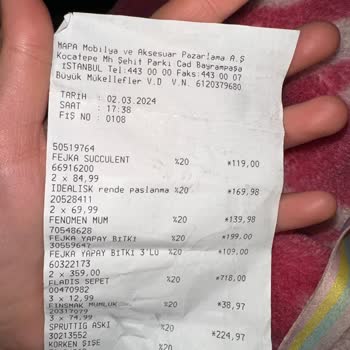 MAPA Mobilya ve Aksesuar Pazarlama A.Ş
Kocatepe Mh Şehit Parkı Cad Bayrampaşa
İSTANBUL Tel:443 00 00 Faks:443 00 07
Büyük Mükellefler V.D V.N. 6120379680
TARİH : 02.03.2024
SAAT : 17:38
FİŞ NO : 0108
50519764
FEJKA SUCCULENT %20 *119,00
66916200
2 x 84,99
IDEALISK rende paslanma %20 *169,98
20528411
2 x 69,99
FENOMEN MUM %20 *139,98
70548628
FEJKA YAPAY BİTKİ %20 *199,00
30559647
FEJKA YAPAY BİTKİ 3'LÜ %20 *109,00
60322173
2 x 359,00
FLADIS SEPET %20 *718,00
00470982
3 x 12,99
FINSMAK MUMLUK %20 *38,97
20317079
3 x 74,99
SPRUTTIG ASKI %20 *224,97
30213552
KORKEN ŞİŞE